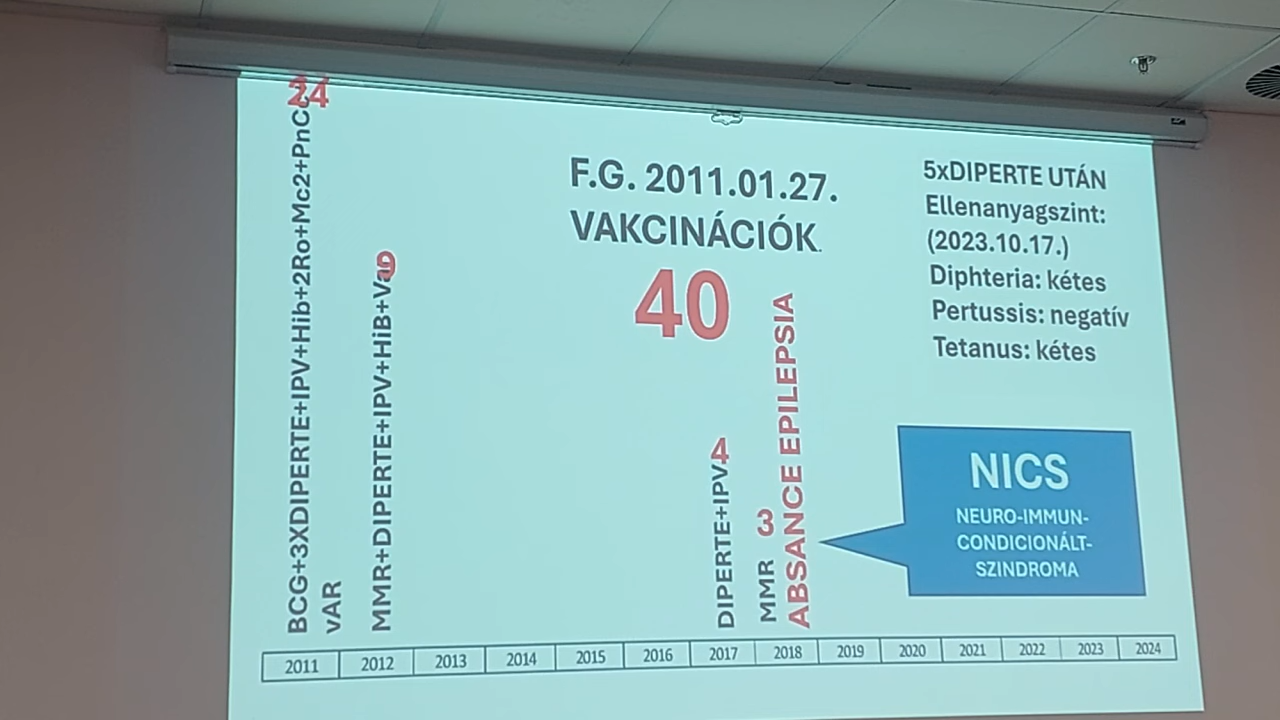 24
BCG+3XDIPERTE+IPV+Hib+2Ro+Mc2+PnC
vAR
9
MMR+DIPERTE+IPV+HiB+Va
F.G. 2011.01.27.
VAKCINÁCIÓK.
40
4
DIPERTE+IPV
3
MMR
ABSANCE EPILEPSIA
5xDIPERTE UTÁN
Ellenanyagszint:
(2023.10.17.)
Diphteria: kétes
Pertussis: negatív
Tetanus: kétes
NICS
NEURO-IMMUN-
CONDICIONÁLT-
SZINDROMA
2011 2012 2013 2014 2015 2016 2017 2018 2019 2020 2021 2022 2023 2024